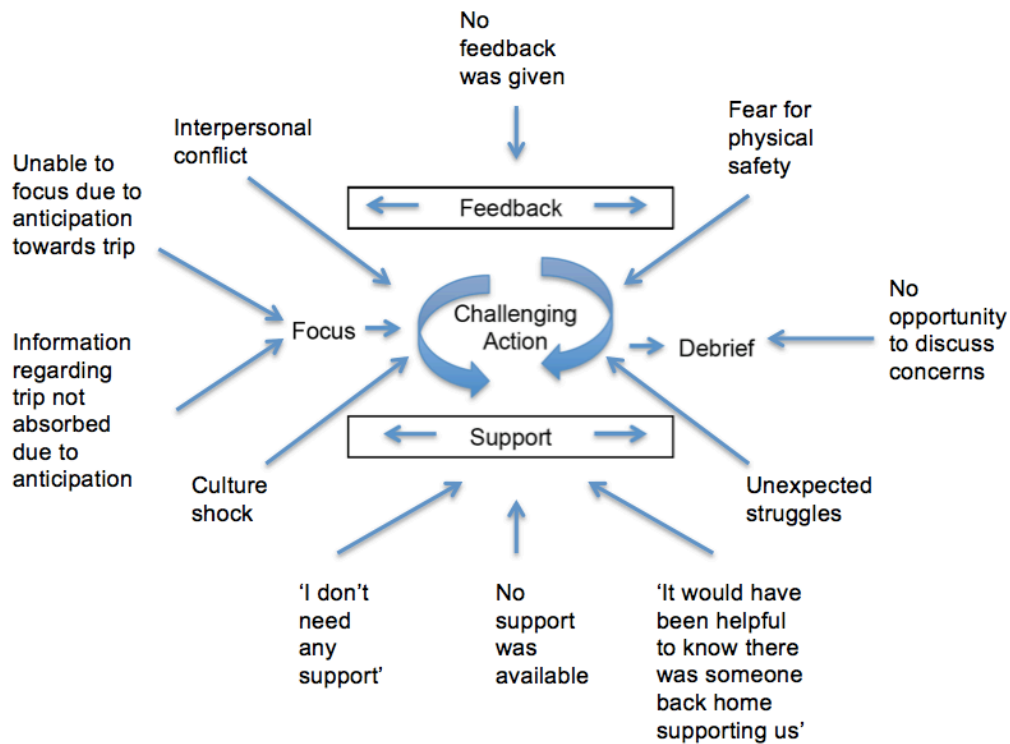 No
feedback
was given
Interpersonal
conflict
Fear for
physical
safety
Unable to
focus due to
anticipation
towards trip
Feedback
Focus
Challenging
Action
Debrief
No
opportunity
to discuss
concerns
Information
regarding
trip not
absorbed
due to
anticipation
Support
Culture
shock
Unexpected
struggles
‘I don’t
need
any
support’
No
support
was
available
‘It would have
been helpful
to know there
was someone
back home
supporting us’